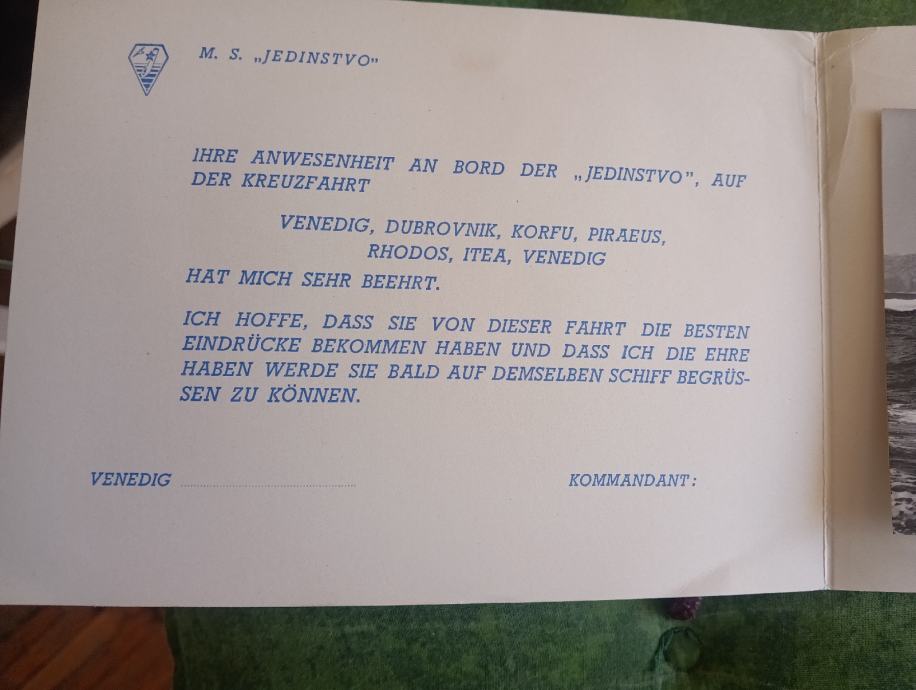 M. S. „JEDINSTVO”
IHRE ANWESENHEIT AN BORD DER „JEDINSTVO”, AUF
DER KREUZFAHRT
VENEDIG, DUBROVNIK, KORFU, PIRAEUS,
RHODOS, ITEA, VENEDIG
HAT MICH SEHR BEEHRT.
ICH HOFFE, DASS SIE VON DIESER FAHRT DIE BESTEN
EINDRÜCKE BEKOMMEN HABEN UND DASS ICH DIE EHRE
HABEN WERDE SIE BALD AUF DEMSELBEN SCHIFF BEGRÜS-
SEN ZU KÖNNEN.
VENEDIG KOMMANDANT: